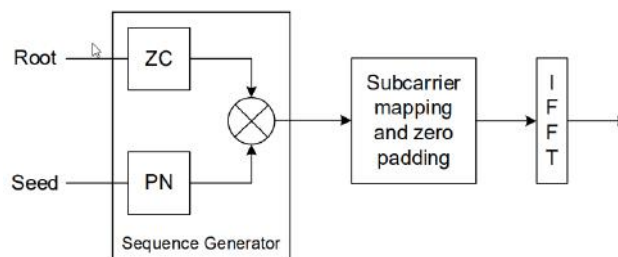 Root
ZC
Seed
PN
Sequence Generator
Subcarrier
mapping
and zero
padding
I
F
F
T